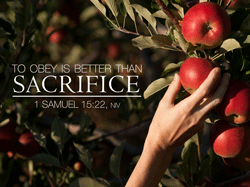 TO OBEY IS BETTER THAN
SACRIFICE
1 SAMUEL 15:22, NIV